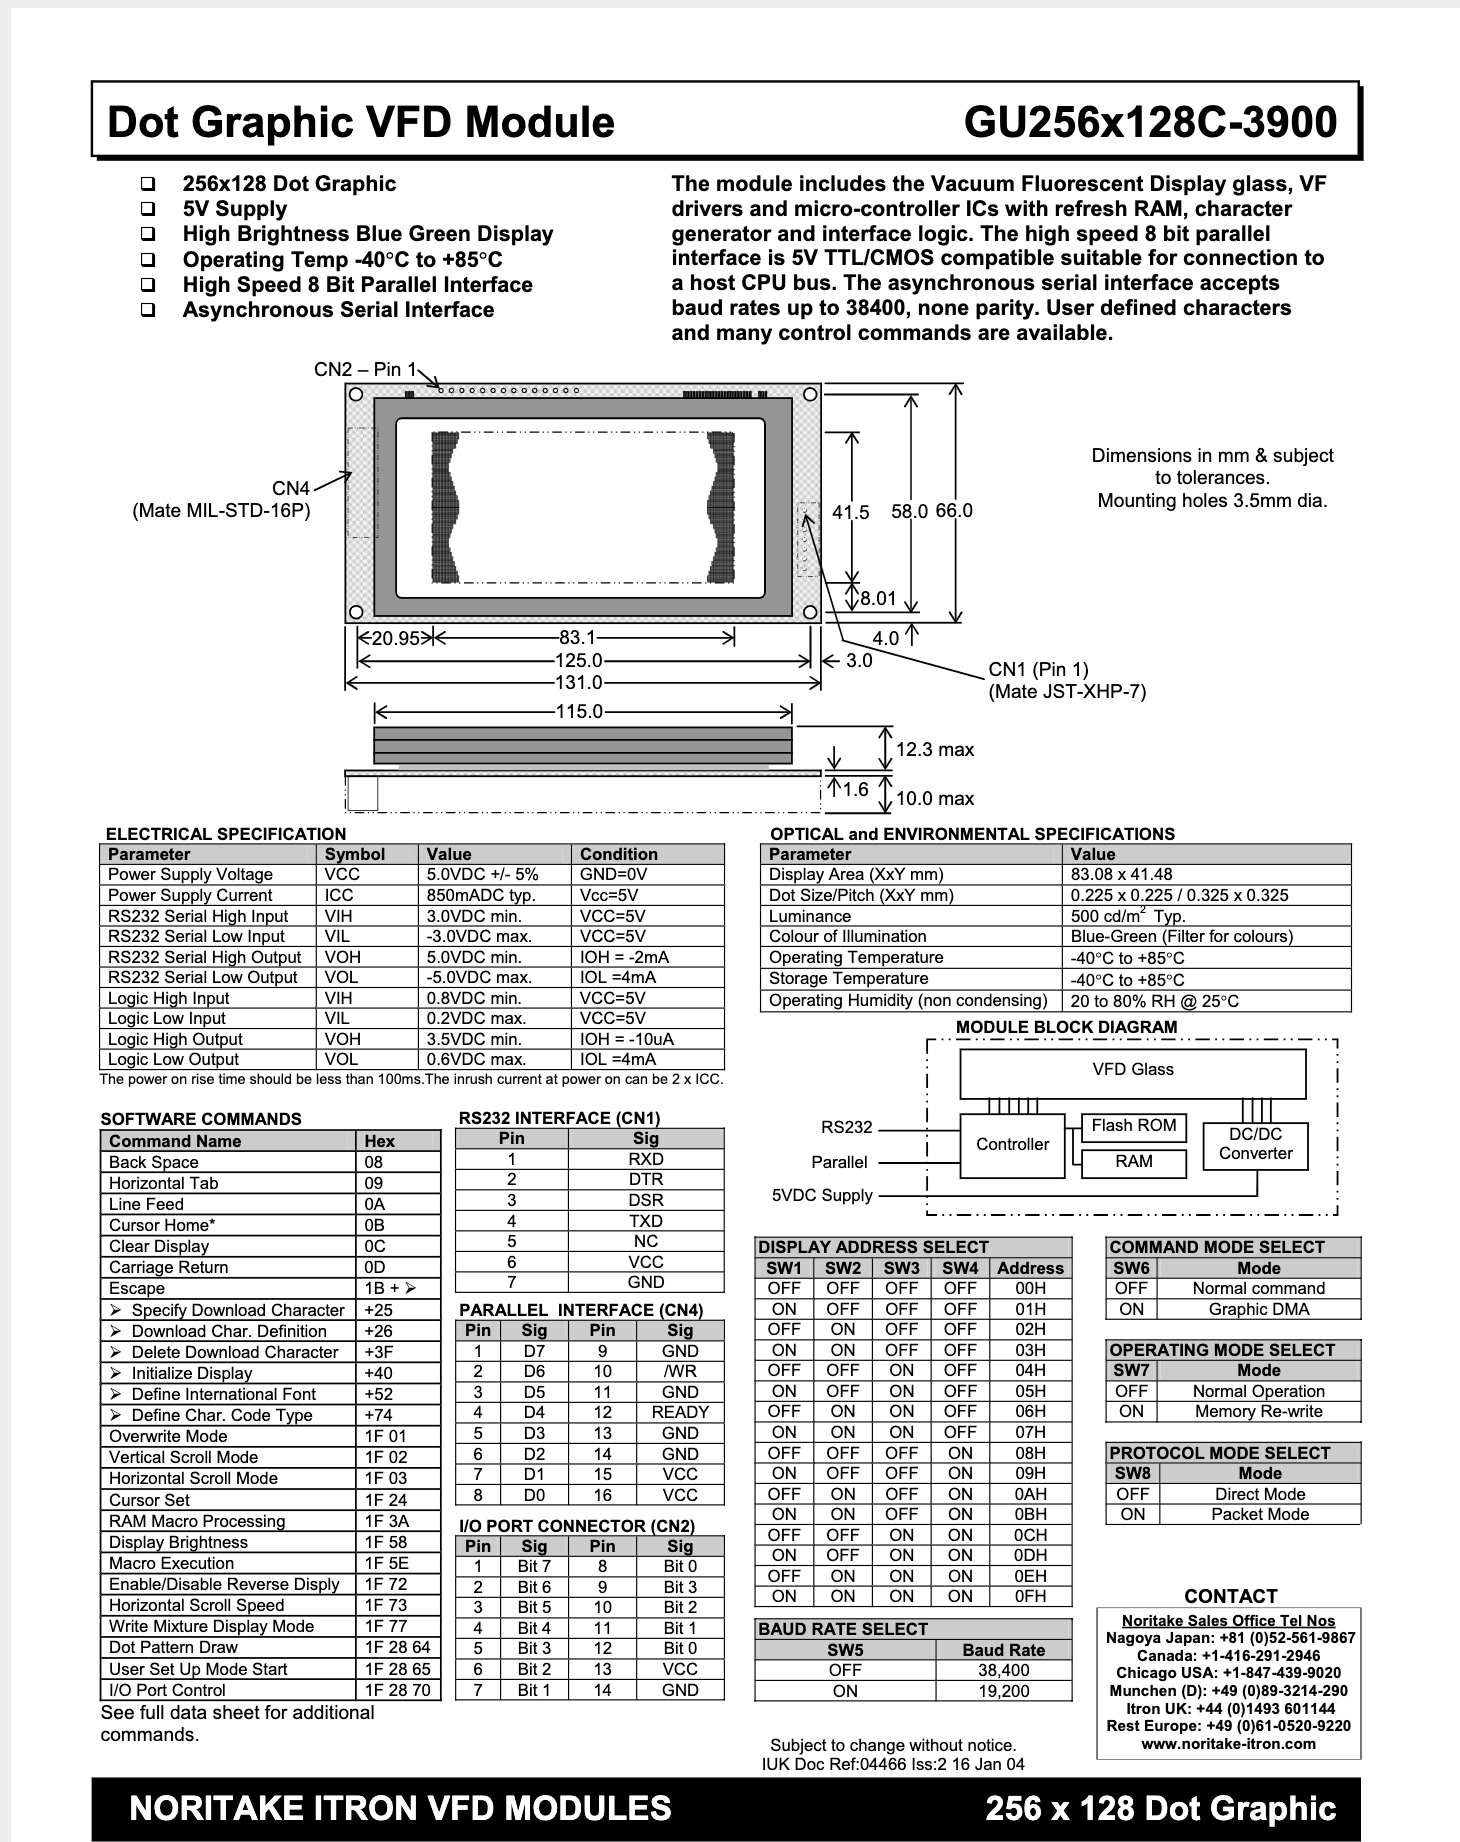 Dot Graphic VFD Module GU256x128C-3900
❑ 256x128 Dot Graphic
❑ 5V Supply
❑ High Brightness Blue Green Display
❑ Operating Temp -40°C to +85°C
❑ High Speed 8 Bit Parallel Interface
❑ Asynchronous Serial Interface
The module includes the Vacuum Fluorescent Display glass, VF
drivers and micro-controller ICs with refresh RAM, character
generator and interface logic. The high speed 8 bit parallel
interface is 5V TTL/CMOS compatible suitable for connection to
a host CPU bus. The asynchronous serial interface accepts
baud rates up to 38400, none parity. User defined characters
and many control commands are available.
CN2 – Pin 1
CN4
(Mate MIL-STD-16P)
Dimensions in mm & subject
to tolerances.
Mounting holes 3.5mm dia.
41.5 58.0 66.0
8.01
20.95 83.1 4.0
125.0 3.0
131.0
CN1 (Pin 1)
(Mate JST-XHP-7)
115.0
12.3 max
1.6
10.0 max
ELECTRICAL SPECIFICATION
Parameter Symbol Value Condition
Power Supply Voltage VCC 5.0VDC +/- 5% GND=0V
Power Supply Current ICC 850mADC typ. Vcc=5V
RS232 Serial High Input VIH 3.0VDC min. VCC=5V
RS232 Serial Low Input VIL -3.0VDC max. VCC=5V
RS232 Serial High Output VOH 5.0VDC min. IOH = -2mA
RS232 Serial Low Output VOL -5.0VDC max. IOL =4mA
Logic High Input VIH 0.8VDC min. VCC=5V
Logic Low Input VIL 0.2VDC max. VCC=5V
Logic High Output VOH 3.5VDC min. IOH = -10uA
Logic Low Output VOL 0.6VDC max. IOL =4mA
The power on rise time should be less than 100ms.The inrush current at power on can be 2 x ICC.
OPTICAL and ENVIRONMENTAL SPECIFICATIONS
Parameter Value
Display Area (XxY mm) 83.08 x 41.48
Dot Size/Pitch (XxY mm) 0.225 x 0.225 / 0.325 x 0.325
Luminance 500 cd/m² Typ.
Colour of Illumination Blue-Green (Filter for colours)
Operating Temperature -40°C to +85°C
Storage Temperature -40°C to +85°C
Operating Humidity (non condensing) 20 to 80% RH @ 25°C
MODULE BLOCK DIAGRAM
VFD Glass
RS232
Parallel
5VDC Supply
Controller
Flash ROM
RAM
DC/DC
Converter
SOFTWARE COMMANDS
Command Name Hex
Back Space 08
Horizontal Tab 09
Line Feed 0A
Cursor Home* 0B
Clear Display 0C
Carriage Return 0D
Escape 1B + ➢
➢ Specify Download Character +25
➢ Download Char. Definition +26
➢ Delete Download Character +3F
➢ Initialize Display +40
➢ Define International Font +52
➢ Define Char. Code Type +74
Overwrite Mode 1F 01
Vertical Scroll Mode 1F 02
Horizontal Scroll Mode 1F 03
Cursor Set 1F 24
RAM Macro Processing 1F 3A
Display Brightness 1F 58
Macro Execution 1F 5E
Enable/Disable Reverse Disply 1F 72
Horizontal Scroll Speed 1F 73
Write Mixture Display Mode 1F 77
Dot Pattern Draw 1F 28 64
User Set Up Mode Start 1F 28 65
I/O Port Control 1F 28 70
See full data sheet for additional
commands.
RS232 INTERFACE (CN1)
Pin Sig
1 RXD
2 DTR
3 DSR
4 TXD
5 NC
6 VCC
7 GND
PARALLEL INTERFACE (CN4)
Pin Sig Pin Sig
1 D7 9 GND
2 D6 10 /WR
3 D5 11 GND
4 D4 12 READY
5 D3 13 GND
6 D2 14 GND
7 D1 15 VCC
8 D0 16 VCC
I/O PORT CONNECTOR (CN2)
Pin Sig Pin Sig
1 Bit 7 8 Bit 0
2 Bit 6 9 Bit 3
3 Bit 5 10 Bit 2
4 Bit 4 11 Bit 1
5 Bit 3 12 Bit 0
6 Bit 2 13 VCC
7 Bit 1 14 GND
DISPLAY ADDRESS SELECT
SW1 SW2 SW3 SW4 Address
OFF OFF OFF OFF 00H
ON OFF OFF OFF 01H
OFF ON OFF OFF 02H
ON ON OFF OFF 03H
OFF OFF ON OFF 04H
ON OFF ON OFF 05H
OFF ON ON OFF 06H
ON ON ON OFF 07H
OFF OFF OFF ON 08H
ON OFF OFF ON 09H
OFF ON OFF ON 0AH
ON ON OFF ON 0BH
OFF OFF ON ON 0CH
ON OFF ON ON 0DH
OFF ON ON ON 0EH
ON ON ON ON 0FH
BAUD RATE SELECT
SW5 Baud Rate
OFF 38,400
ON 19,200
COMMAND MODE SELECT
SW6 Mode
OFF Normal command
ON Graphic DMA
OPERATING MODE SELECT
SW7 Mode
OFF Normal Operation
ON Memory Re-write
PROTOCOL MODE SELECT
SW8 Mode
OFF Direct Mode
ON Packet Mode
CONTACT
Noritake Sales Office Tel Nos
Nagoya Japan: +81 (0)52-561-9867
Canada: +1-416-291-2946
Chicago USA: +1-847-439-9020
Munchen (D): +49 (0)89-3214-290
Itron UK: +44 (0)1493 601144
Rest Europe: +49 (0)61-0520-9220
www.noritake-itron.com
Subject to change without notice.
IUK Doc Ref:04466 Iss:2 16 Jan 04
NORITAKE ITRON VFD MODULES 256 x 128 Dot Graphic